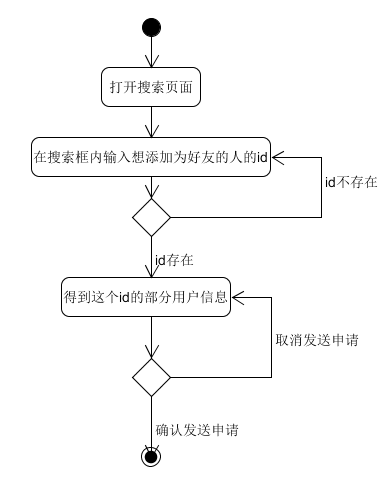 打开搜索页面
在搜索框内输入想添加为好友的人的id
id不存在
id存在
得到这个id的部分用户信息
取消发送申请
确认发送申请